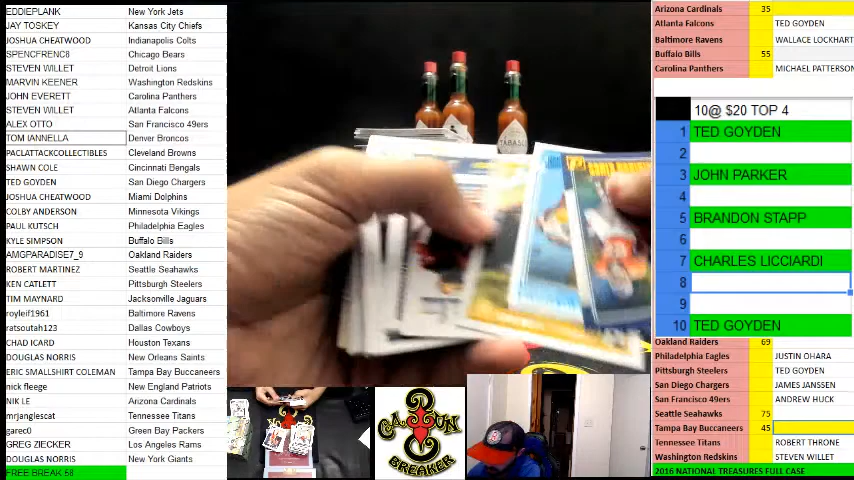 EDDIEPLANK New York Jets
JAY TOSKEY Kansas City Chiefs
JOSHUA CHEATWOOD Indianapolis Colts
SPENCFRENC8 Chicago Bears
STEVEN WILLET Detroit Lions
MARVIN KEENER Washington Redskins
JOHN EVERETT Carolina Panthers
STEVEN WILLET Atlanta Falcons
ALEX OTTO San Francisco 49ers
TOM IANNELLA Denver Broncos
PACLATTACKCOLLECTIBLES Cleveland Browns
SHAWN COLE Cincinnati Bengals
TED GOYDEN San Diego Chargers
JOSHUA CHEATWOOD Miami Dolphins
COLBY ANDERSON Minnesota Vikings
PAUL KUTSCH Philadelphia Eagles
KYLE SIMPSON Buffalo Bills
AMGPARADISE7_9 Oakland Raiders
ROBERT MARTINEZ Seattle Seahawks
KEN CATLETT Pittsburgh Steelers
TIM MAYNARD Jacksonville Jaguars
royleif1961 Baltimore Ravens
ratsoutah123 Dallas Cowboys
CHAD ICARD Houston Texans
DOUGLAS NORRIS New Orleans Saints
ERIC SMALLSHIRT COLEMAN Tampa Bay Buccaneers
nick fleege New England Patriots
NIK LE Arizona Cardinals
mrjanglescat Tennessee Titans
garec0 Green Bay Packers
GREG ZIECKER Los Angeles Rams
DOUGLAS NORRIS New York Giants
FREE BREAK 58
TABASCO
CAJUN
BREAKER
Arizona Cardinals 35
Atlanta Falcons TED GOYDEN
Baltimore Ravens WALLACE LOCKHART
Buffalo Bills 55
Carolina Panthers MICHAEL PATTERSON
10@ $20 TOP 4
1 TED GOYDEN
2
3 JOHN PARKER
4
5 BRANDON STAPP
6
7 CHARLES LICCIARDI
8
9
10 TED GOYDEN
Oakland Raiders 69
Philadelphia Eagles JUSTIN OHARA
Pittsburgh Steelers TED GOYDEN
San Diego Chargers JAMES JANSSEN
San Francisco 49ers ANDREW HUCK
Seattle Seahawks 75
Tampa Bay Buccaneers 45
Tennessee Titans ROBERT THRONE
Washington Redskins STEVEN WILLET
2016 NATIONAL TREASURES FULL CASE